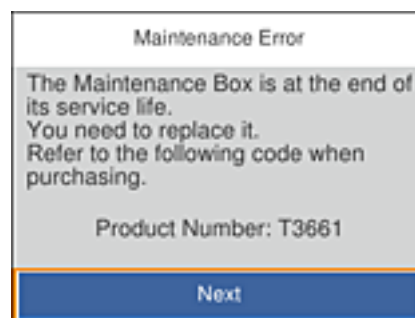 Maintenance Error
The Maintenance Box is at the end of
its service life.
You need to replace it.
Refer to the following code when
purchasing.
Product Number: T3661
Next